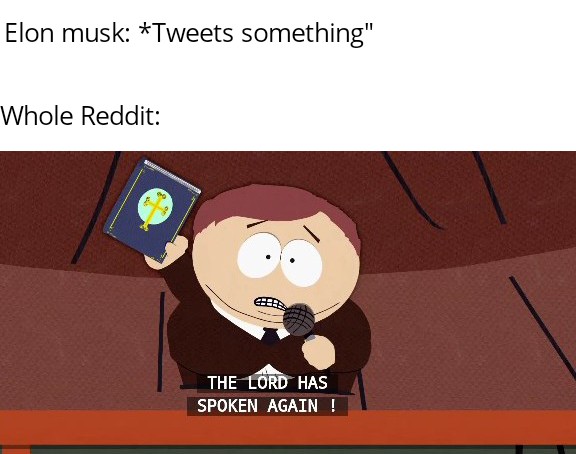 Elon musk: *Tweets something"
Whole Reddit:
THE LORD HAS
SPOKEN AGAIN !